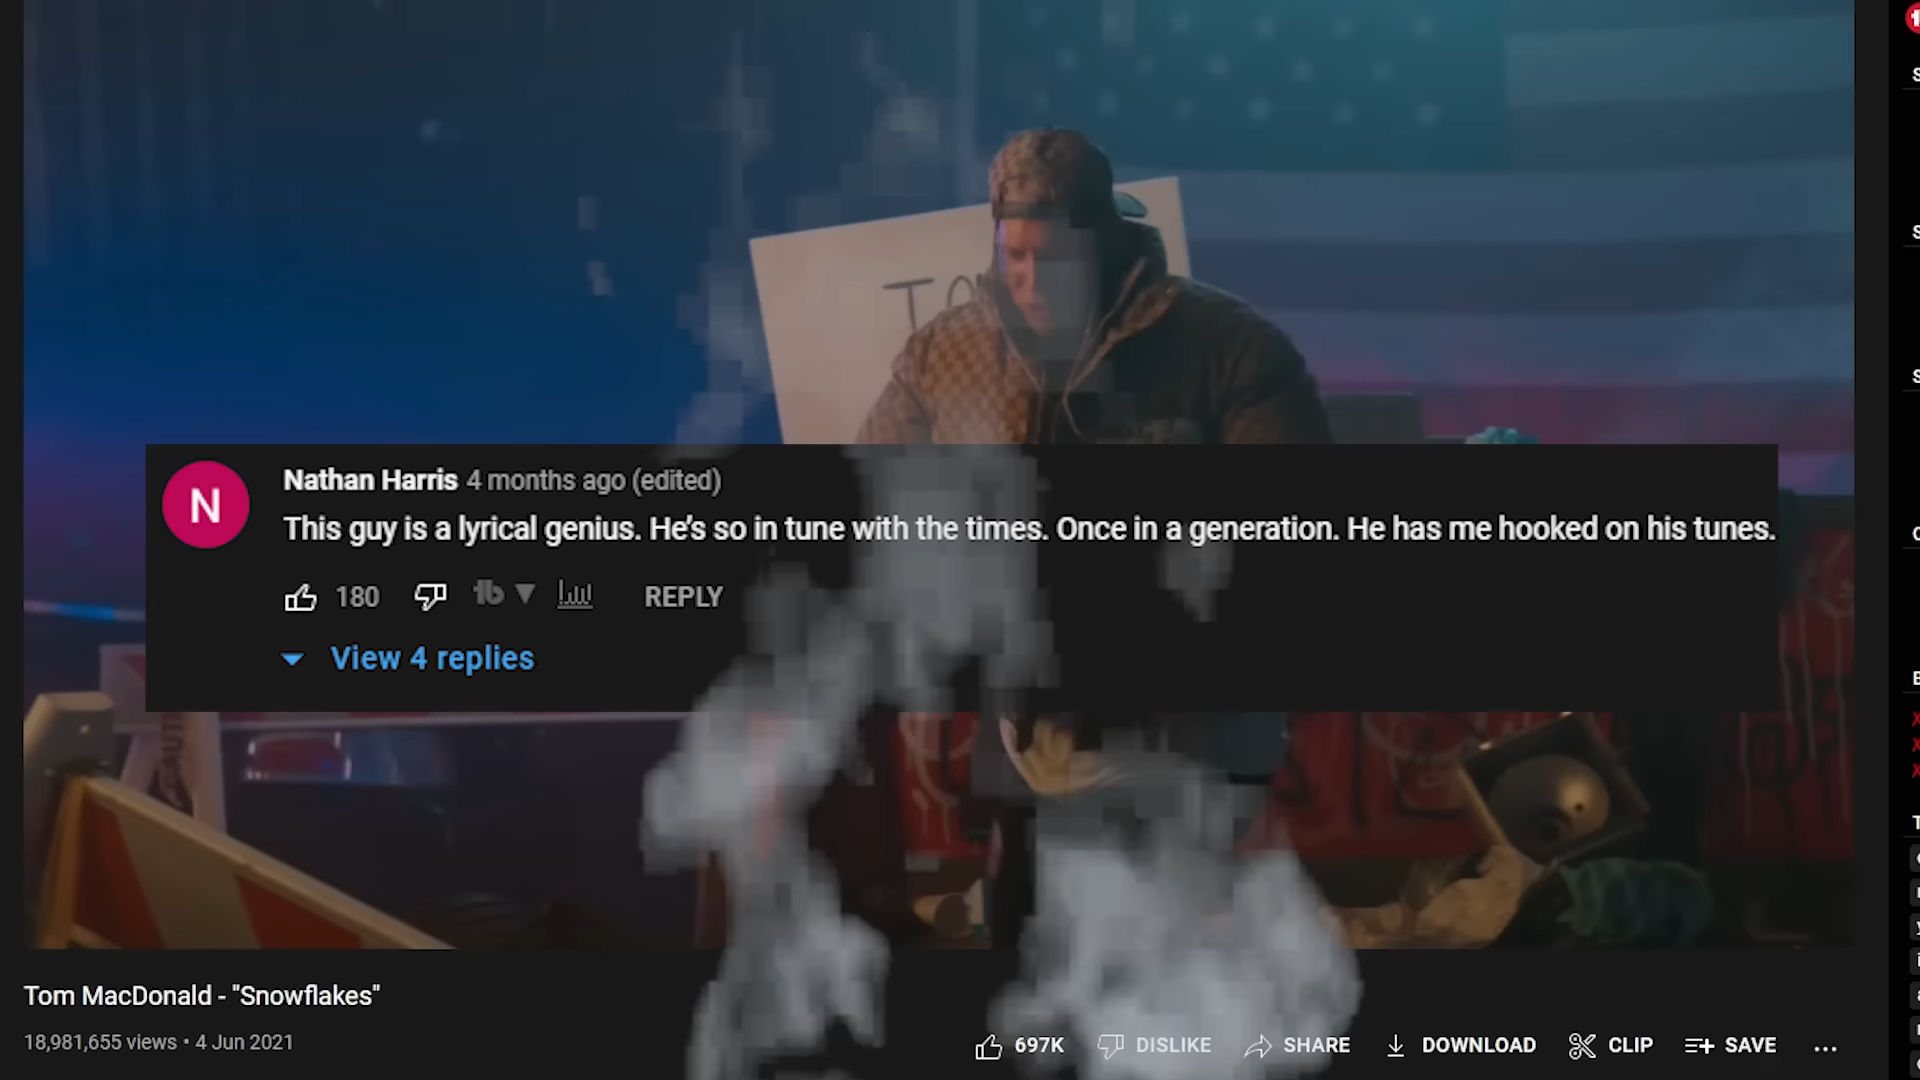 Nathan Harris 4 months ago (edited)
This guy is a lyrical genius. He's so in tune with the times. Once in a generation. He has me hooked on his tunes.
180
REPLY
View 4 replies
Tom MacDonald - "Snowflakes"
18,981,655 views • 4 Jun 2021
697K DISLIKE SHARE DOWNLOAD CLIP SAVE